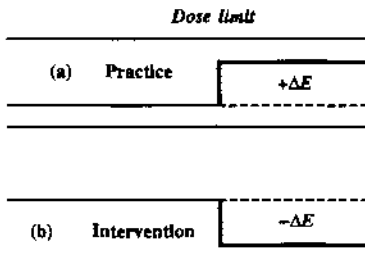 Dose limit
(a) Practice +ΔE
(b) Intervention −ΔE